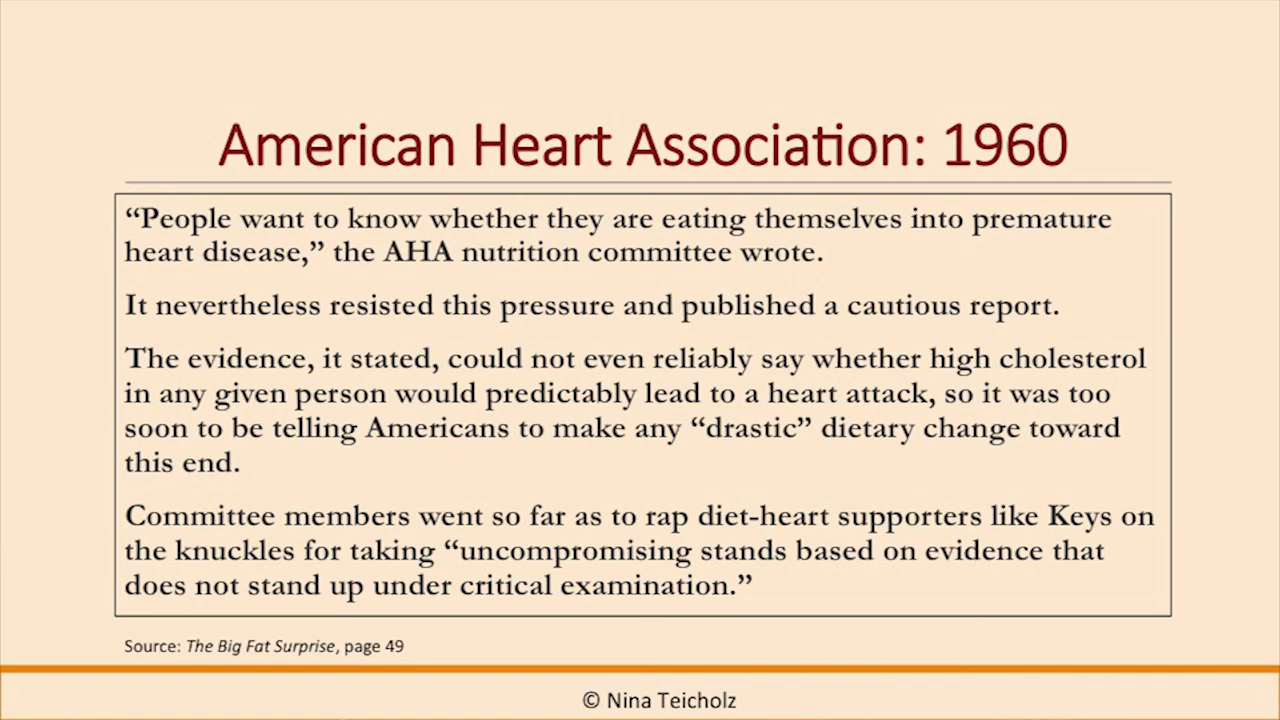 American Heart Association: 1960
“People want to know whether they are eating themselves into premature
heart disease,” the AHA nutrition committee wrote.
It nevertheless resisted this pressure and published a cautious report.
The evidence, it stated, could not even reliably say whether high cholesterol
in any given person would predictably lead to a heart attack, so it was too
soon to be telling Americans to make any “drastic” dietary change toward
this end.
Committee members went so far as to rap diet-heart supporters like Keys on
the knuckles for taking “uncompromising stands based on evidence that
does not stand up under critical examination.”
Source: The Big Fat Surprise, page 49
© Nina Teicholz